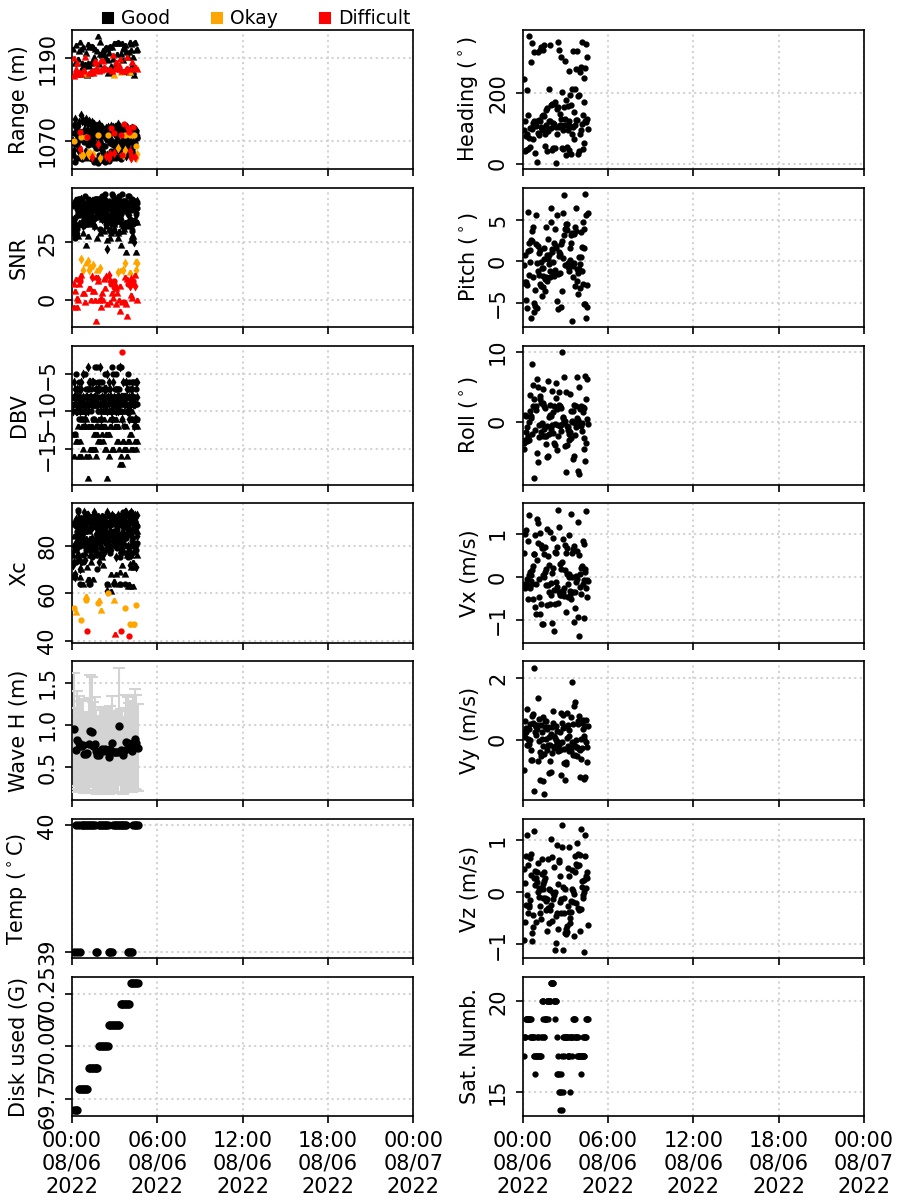 Good Okay Difficult
Range (m)
1190
1070
Heading (°)
200
0
SNR
25
0
Pitch (°)
5
0
−5
DBV
−5
−10
−15
Roll (°)
10
0
Xc
80
60
40
Vx (m/s)
1
0
−1
Wave H (m)
1.5
1.0
0.5
Vy (m/s)
2
0
Temp (°C)
40
39
Vz (m/s)
1
0
−1
Disk used (G)
70.25
70.00
69.75
Sat. Numb.
20
15
00:00 06:00 12:00 18:00 00:00
08/06 08/06 08/06 08/06 08/07
2022 2022 2022 2022 2022
00:00 06:00 12:00 18:00 00:00
08/06 08/06 08/06 08/06 08/07
2022 2022 2022 2022 2022